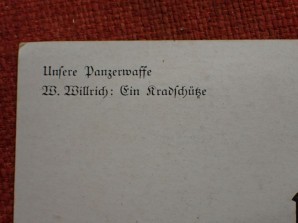 Unsere Panzerwaffe
W. Willrich: Ein Kradschütze